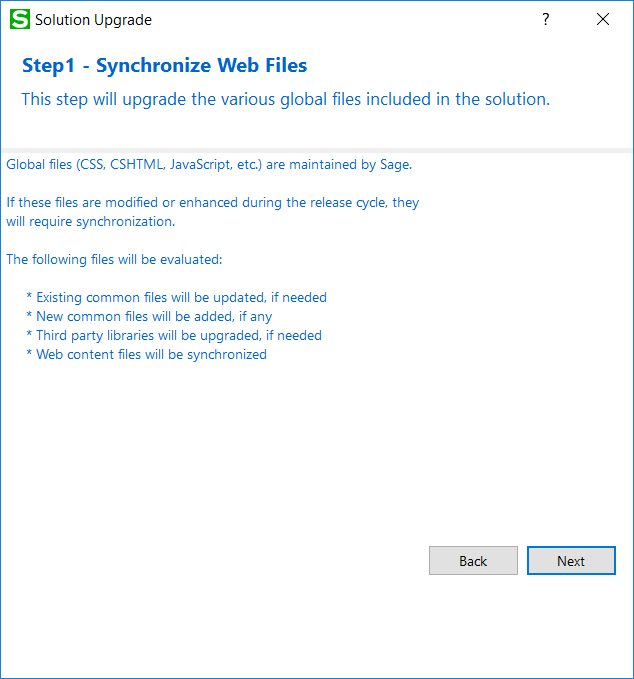 S Solution Upgrade ?
Step1 - Synchronize Web Files
This step will upgrade the various global files included in the solution.
Global files (CSS, CSHTML, JavaScript, etc.) are maintained by Sage.
If these files are modified or enhanced during the release cycle, they
will require synchronization.
The following files will be evaluated:
* Existing common files will be updated, if needed
* New common files will be added, if any
* Third party libraries will be upgraded, if needed
* Web content files will be synchronized
Back Next